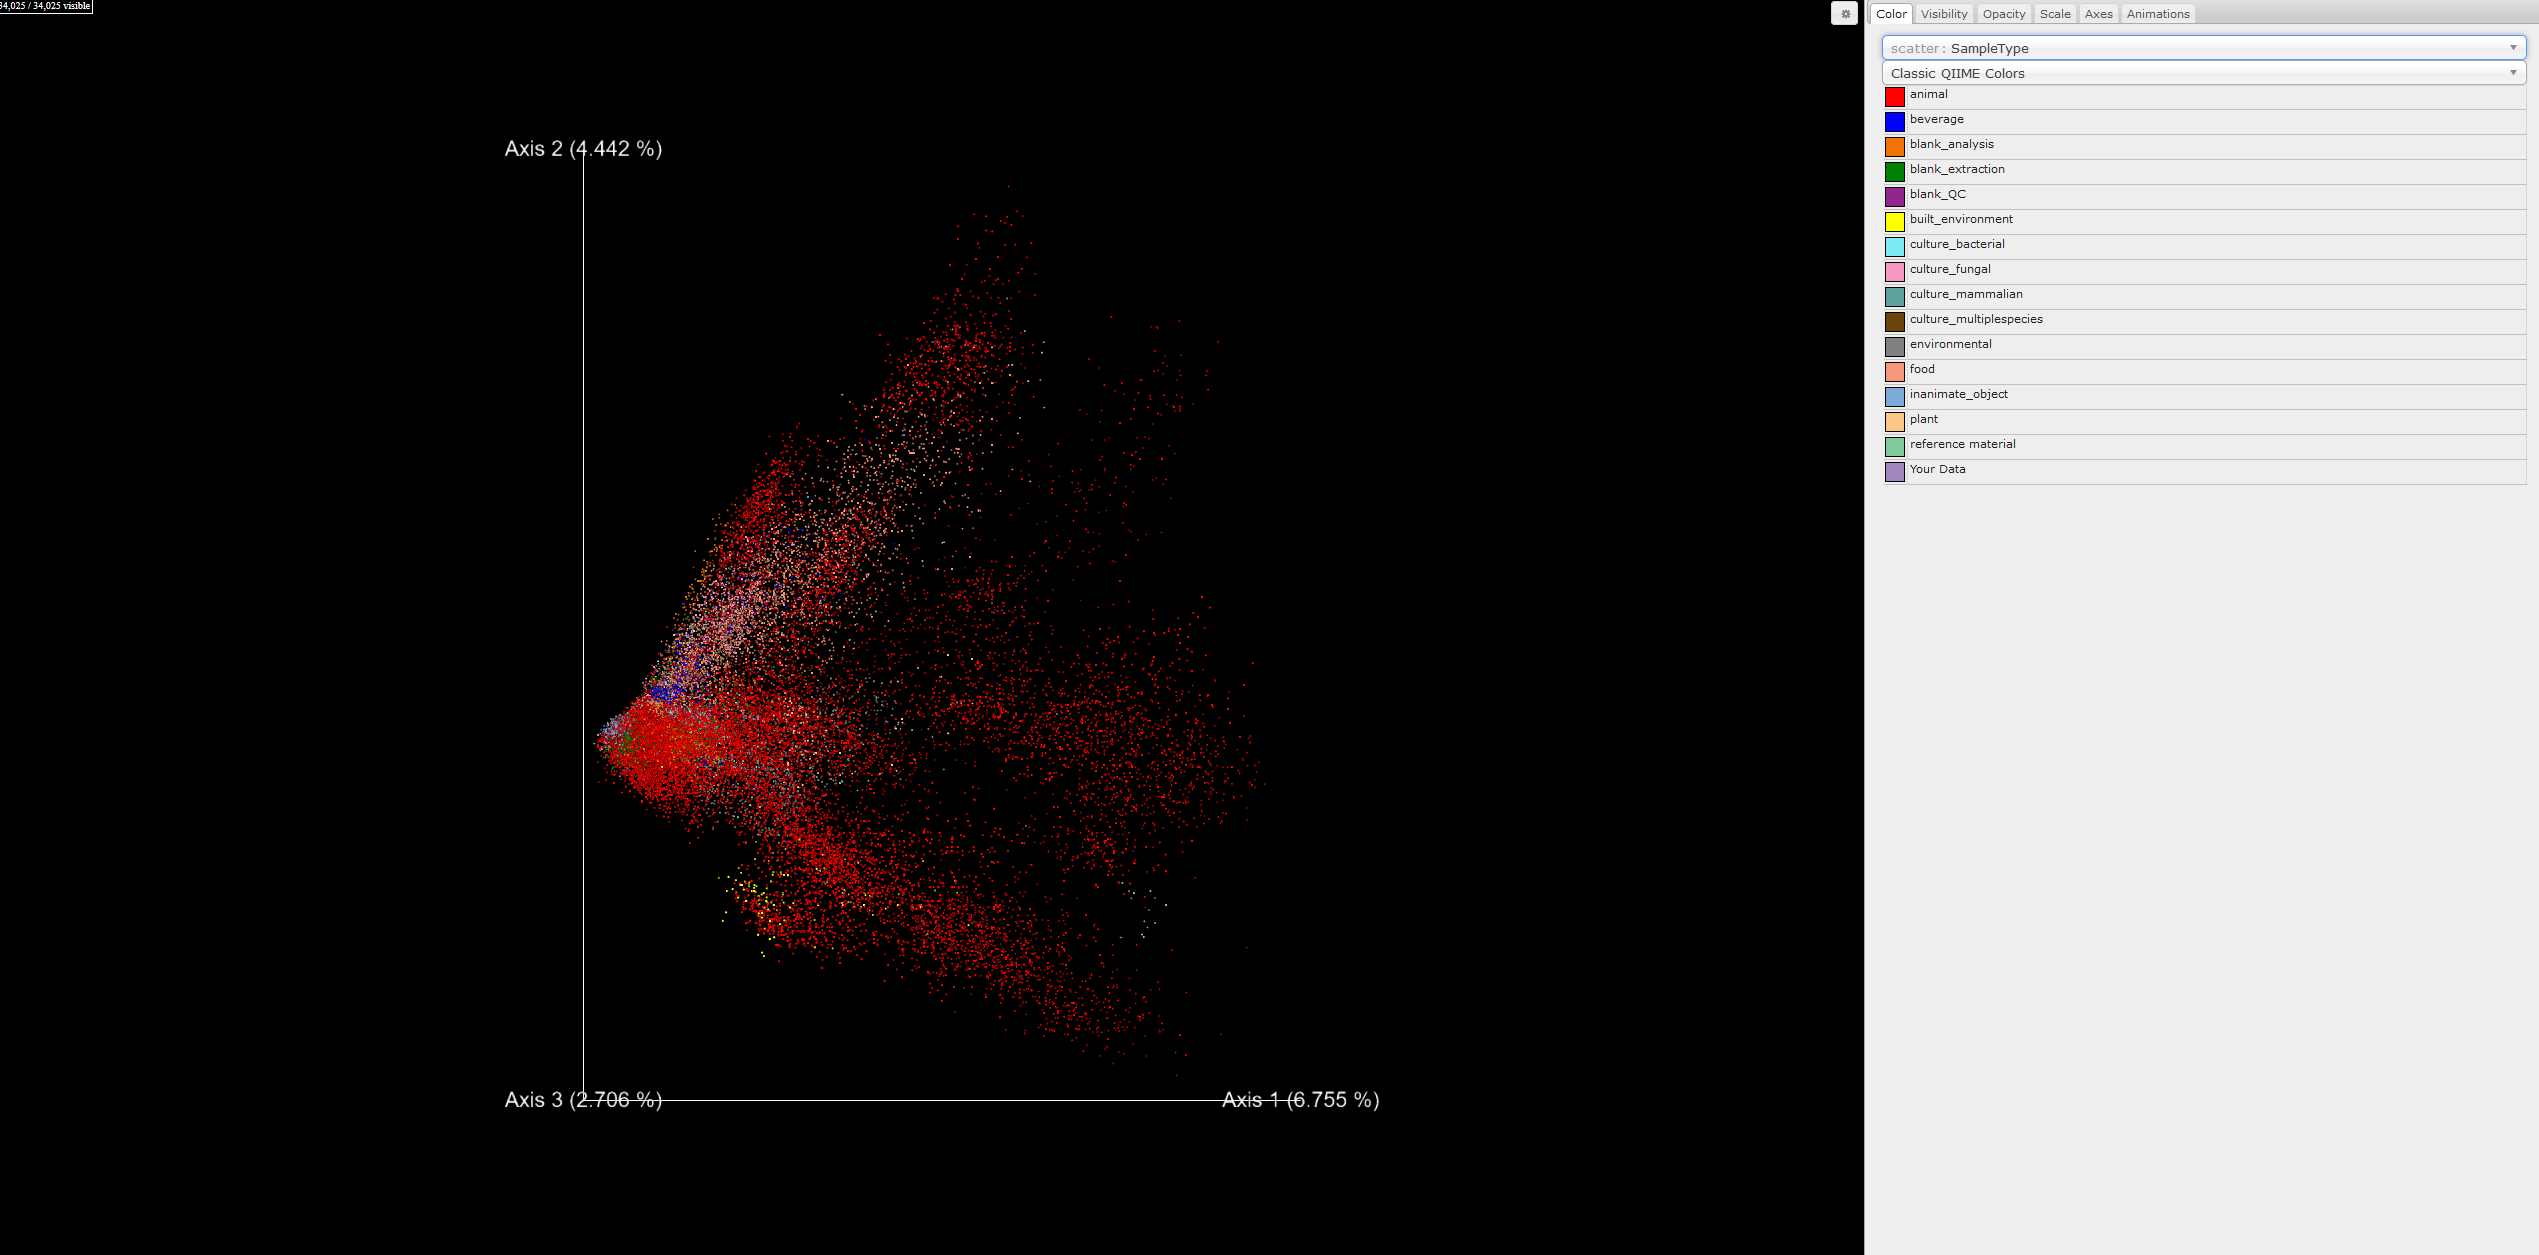 34,025 / 34,025 visible
Color Visibility Opacity Scale Axes Animations
scatter: SampleType
Classic QIIME Colors
animal
beverage
blank_analysis
blank_extraction
blank_QC
built_environment
culture_bacterial
culture_fungal
culture_mammalian
culture_multiplespecies
environmental
food
inanimate_object
plant
reference material
Your Data
Axis 2 (4.442 %)
Axis 3 (2.706 %)
Axis 1 (6.755 %)